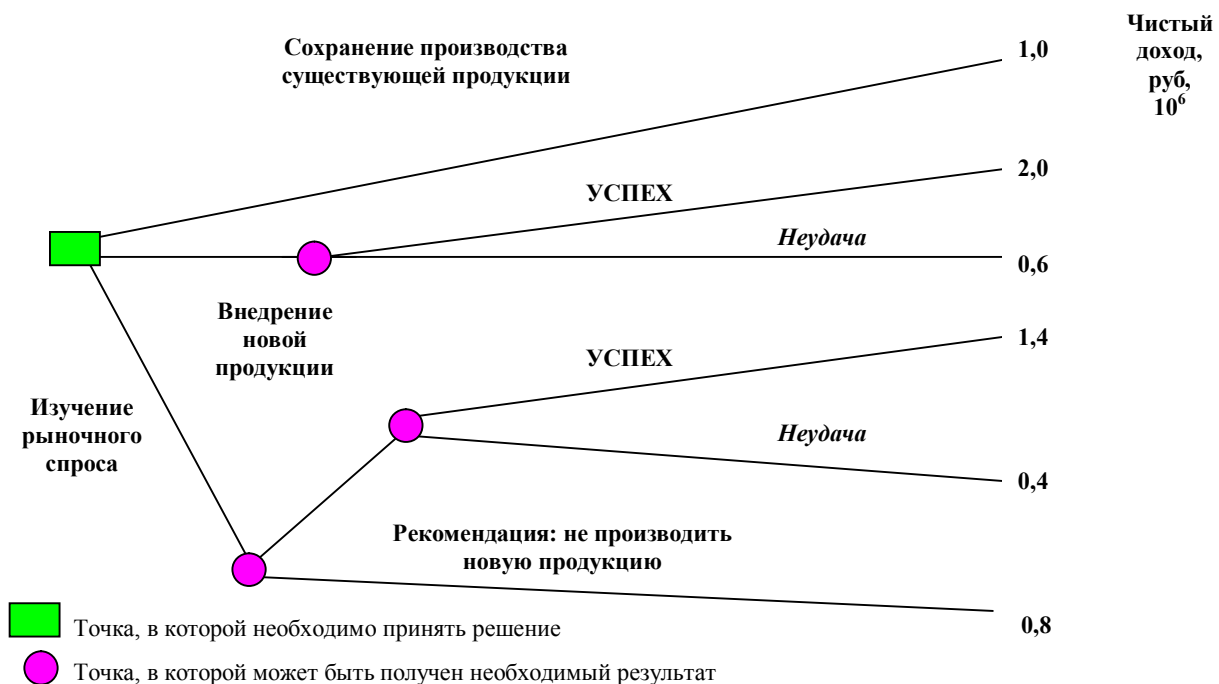 Сохранение производства
существующей продукции
1,0
Чистый
доход,
руб,
10⁶
2,0
УСПЕХ
Неудача
0,6
Внедрение
новой
продукции
1,4
УСПЕХ
Изучение
рыночного
спроса
Неудача
0,4
Рекомендация: не производить
новую продукцию
0,8
Точка, в которой необходимо принять решение
Точка, в которой может быть получен необходимый результат